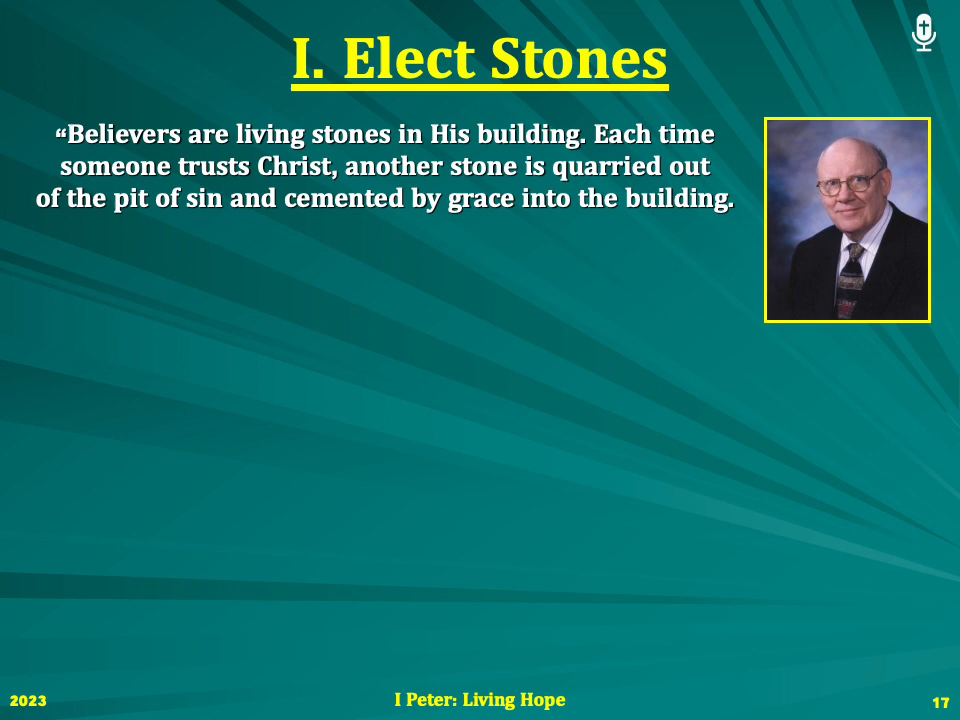 I. Elect Stones
“Believers are living stones in His building. Each time
someone trusts Christ, another stone is quarried out
of the pit of sin and cemented by grace into the building.
2023
I Peter: Living Hope
17